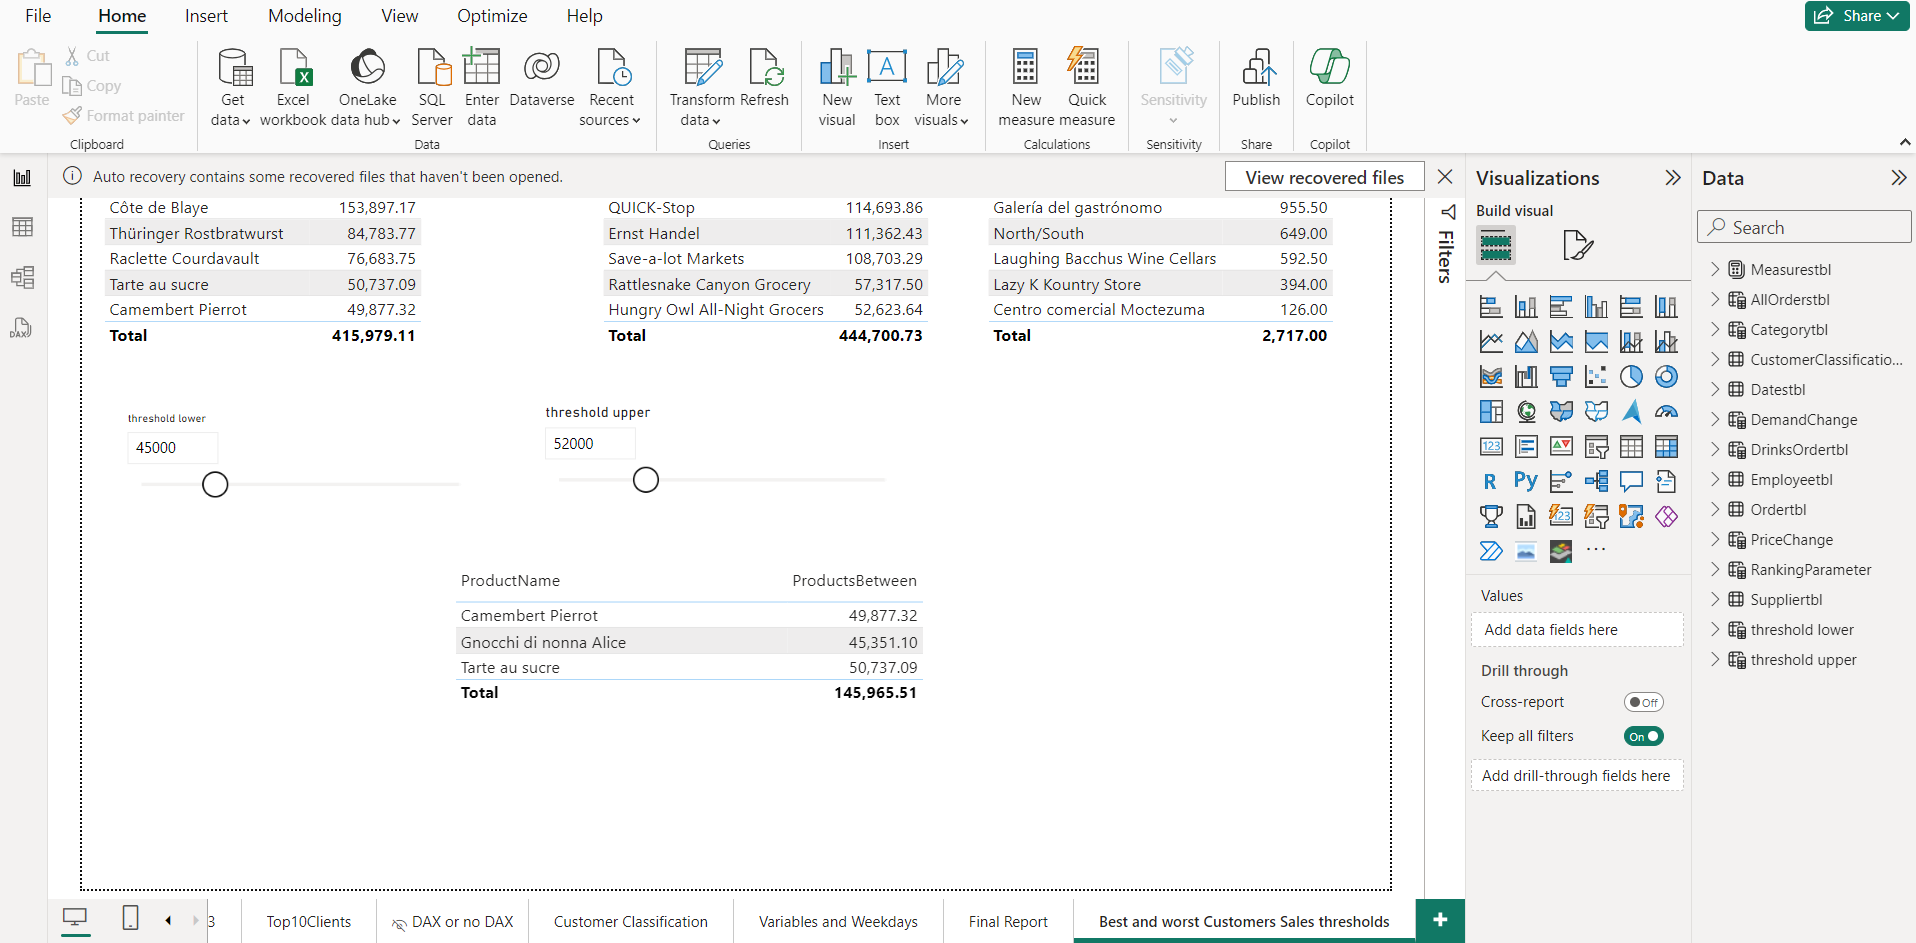 File Home Insert Modeling View Optimize Help
Share
Paste
Cut
Copy
Format painter
Clipboard
Get data
Excel workbook
OneLake data hub
SQL Server
Enter data
Dataverse
Recent sources
Data
Transform data
Refresh
Queries
New visual
Text box
More visuals
Insert
New measure
Quick measure
Calculations
Sensitivity
Sensitivity
Publish
Share
Copilot
Copilot
Auto recovery contains some recovered files that haven't been opened.
View recovered files
Côte de Blaye 153,897.17
Thüringer Rostbratwurst 84,783.77
Raclette Courdavault 76,683.75
Tarte au sucre 50,737.09
Camembert Pierrot 49,877.32
Total 415,979.11
QUICK-Stop 114,693.86
Ernst Handel 111,362.43
Save-a-lot Markets 108,703.29
Rattlesnake Canyon Grocery 57,317.50
Hungry Owl All-Night Grocers 52,623.64
Total 444,700.73
Galería del gastrónomo 955.50
North/South 649.00
Laughing Bacchus Wine Cellars 592.50
Lazy K Kountry Store 394.00
Centro comercial Moctezuma 126.00
Total 2,717.00
threshold lower
45000
threshold upper
52000
ProductName ProductsBetween
Camembert Pierrot 49,877.32
Gnocchi di nonna Alice 45,351.10
Tarte au sucre 50,737.09
Total 145,965.51
Filters
Visualizations
Build visual
123
R Py
123
Values
Add data fields here
Drill through
Cross-report Off
Keep all filters On
Add drill-through fields here
Data
Search
Measurestbl
AllOrderstbl
Categorytbl
CustomerClassificatio...
Datestbl
DemandChange
DrinksOrdertbl
Employeetbl
Ordertbl
PriceChange
RankingParameter
Suppliertbl
threshold lower
threshold upper
DAX
3 Top10Clients DAX or no DAX Customer Classification Variables and Weekdays Final Report Best and worst Customers Sales thresholds